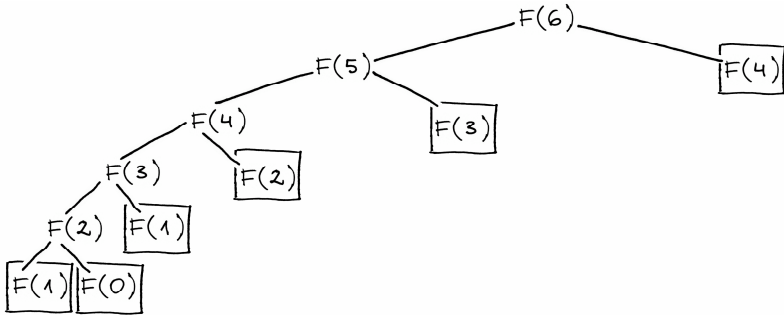 F(6)
F(5) F(4)
F(4) F(3)
F(3) F(2)
F(2) F(1)
F(1) F(0)